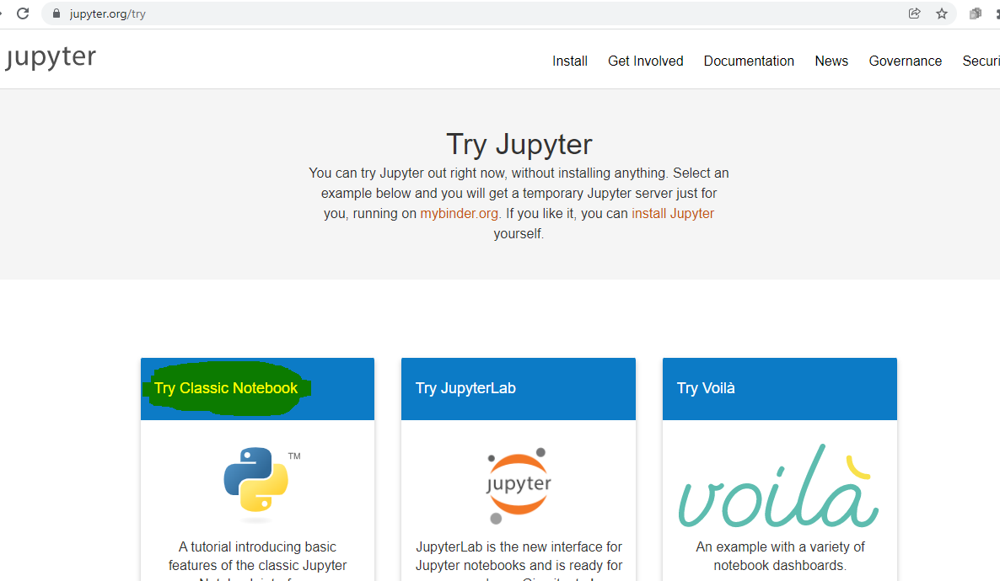 jupyter.org/try
jupyter
Install Get Involved Documentation News Governance Securi
Try Jupyter
You can try Jupyter out right now, without installing anything. Select an
example below and you will get a temporary Jupyter server just for
you, running on mybinder.org. If you like it, you can install Jupyter
yourself.
Try Classic Notebook
Try JupyterLab
Try Voilà
TM
jupyter
voilà
A tutorial introducing basic
features of the classic Jupyter
JupyterLab is the new interface for
Jupyter notebooks and is ready for
An example with a variety of
notebook dashboards.